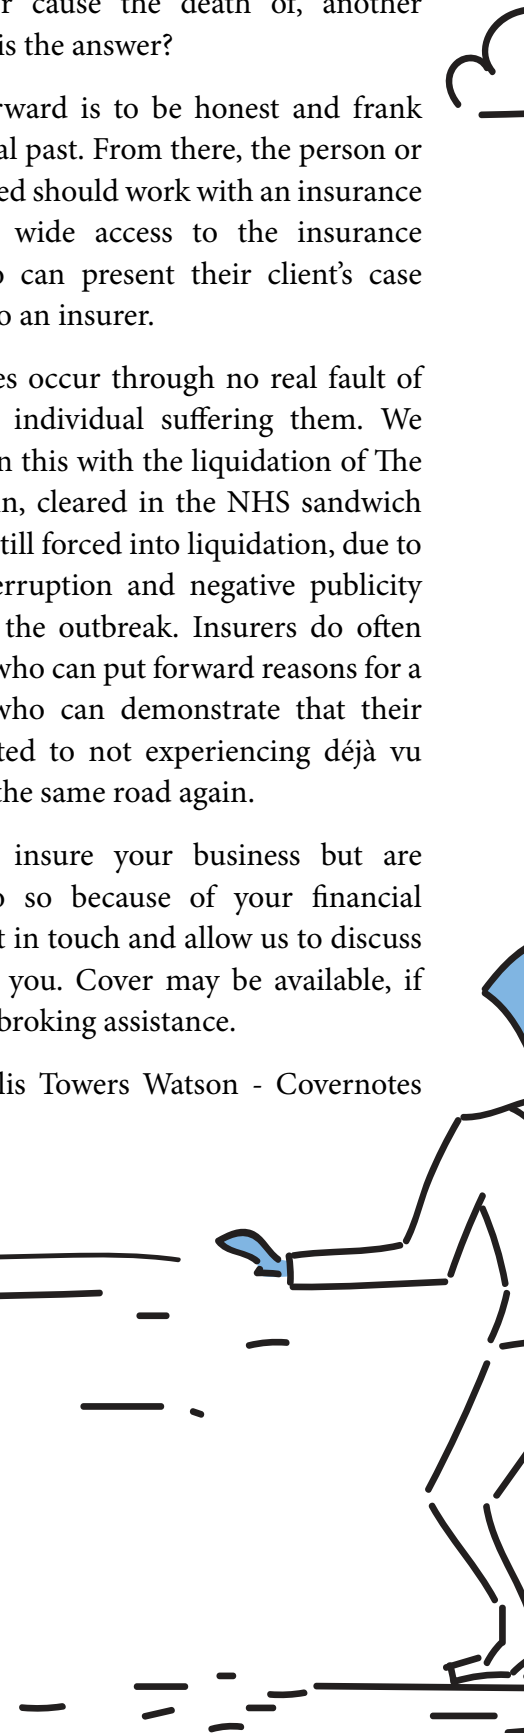 cause the death of, another
is the answer?
ward is to be honest and frank
al past. From there, the person or
ed should work with an insurance
wide access to the insurance
o can present their client's case
o an insurer.
es occur through no real fault of
individual suffering them. We
n this with the liquidation of The
in, cleared in the NHS sandwich
till forced into liquidation, due to
erruption and negative publicity
the outbreak. Insurers do often
who can put forward reasons for a
who can demonstrate that their
ted to not experiencing déjà vu
the same road again.
insure your business but are
o so because of your financial
t in touch and allow us to discuss
you. Cover may be available, if
broking assistance.
lis Towers Watson - Covernotes